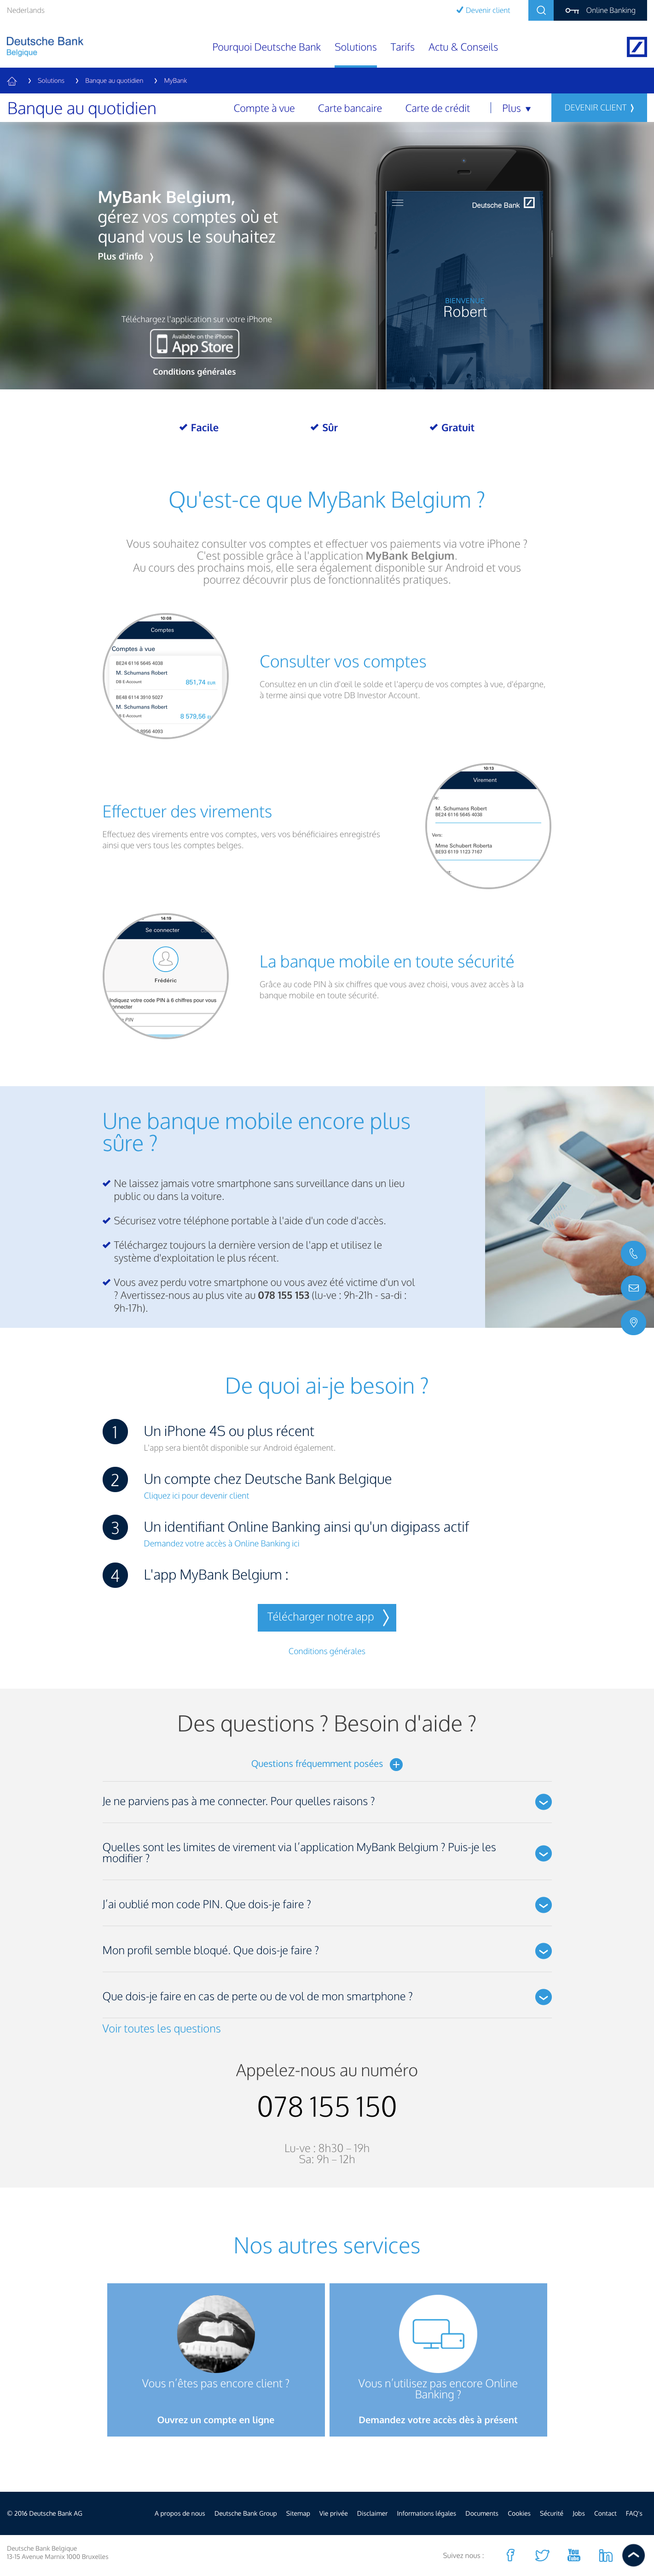 Nederlands
Devenir client
Online Banking
Deutsche Bank
Belgique
Pourquoi Deutsche Bank
Solutions
Tarifs
Actu & Conseils
Solutions
Banque au quotidien
MyBank
Banque au quotidien
Compte à vue
Carte bancaire
Carte de crédit
Plus
DEVENIR CLIENT
MyBank Belgium,
gérez vos comptes où et
quand vous le souhaitez
Plus d'info
Téléchargez l'application sur votre iPhone
Available on the iPhone
App Store
Conditions générales
Deutsche Bank
BIENVENUE
Robert
Facile
Sûr
Gratuit
Qu'est-ce que MyBank Belgium ?
Vous souhaitez consulter vos comptes et effectuer vos paiements via votre iPhone ?
C'est possible grâce à l'application MyBank Belgium.
Au cours des prochains mois, elle sera également disponible sur Android et vous
pourrez découvrir plus de fonctionalités pratiques.
10:08
Comptes
Comptes à vue
BE24 6116 5645 4038
M. Schumans Robert
DB E-Account
851,74 EUR
BE48 6114 3910 5027
M. Schumans Robert
E-Account
8 579,56
8956 4093
Consulter vos comptes
Consultez en un clin d'œil le solde et l'aperçu de vos comptes à vue, d'épargne,
à terme ainsi que votre DB Investor Account.
Effectuer des virements
Effectuez des virements entre vos comptes, vers vos bénéficiaires enregistrés
ainsi que vers tous les comptes belges.
10:13
Virement
M. Schumans Robert
BE24 6116 5645 4038
Vers
Mme Schubert Roberta
BE93 6118 1123 7187
14:19
Se connecter
Frédéric
Indiquez votre code PIN à 6 chiffres pour vous
connecter
PIN
La banque mobile en toute sécurité
Grâce au code PIN à six chiffres que vous avez choisi, vous avez accès à la
banque mobile en toute sécurité.
Une banque mobile encore plus
sûre ?
Ne laissez jamais votre smartphone sans surveillance dans un lieu
public ou dans la voiture.
Sécurisez votre téléphone portable à l'aide d'un code d'accès.
Téléchargez toujours la dernière version de l'app et utilisez le
système d'exploitation le plus récent.
Vous avez perdu votre smartphone ou vous avez été victime d'un vol
? Avertissez-nous au plus vite au 078 155 153 (lu-ve : 9h-21h - sa-di :
9h-17h).
De quoi ai-je besoin ?
1
Un iPhone 4S ou plus récent
L'app sera bientôt disponible sur Android également.
2
Un compte chez Deutsche Bank Belgique
Cliquez ici pour devenir client
3
Un identifiant Online Banking ainsi qu'un digipass actif
Demandez votre accès à Online Banking ici
4
L'app MyBank Belgium :
Télécharger notre app
Conditions générales
Des questions ? Besoin d'aide ?
Questions fréquemment posées
Je ne parviens pas à me connecter. Pour quelles raisons ?
Quelles sont les limites de virement via l’application MyBank Belgium ? Puis-je les
modifier ?
J’ai oublié mon code PIN. Que dois-je faire ?
Mon profil semble bloqué. Que dois-je faire ?
Que dois-je faire en cas de perte ou de vol de mon smartphone ?
Voir toutes les questions
Appelez-nous au numéro
078 155 150
Lu-ve : 8h30 – 19h
Sa: 9h – 12h
Nos autres services
Vous n’êtes pas encore client ?
Ouvrez un compte en ligne
Vous n’utilisez pas encore Online
Banking ?
Demandez votre accès dès à présent
© 2016 Deutsche Bank AG
A propos de nous
Deutsche Bank Group
Sitemap
Vie privée
Disclaimer
Informations légales
Documents
Cookies
Sécurité
Jobs
Contact
FAQ's
Deutsche Bank Belgique
13-15 Avenue Marnix 1000 Bruxelles
Suivez nous :
You
Tube